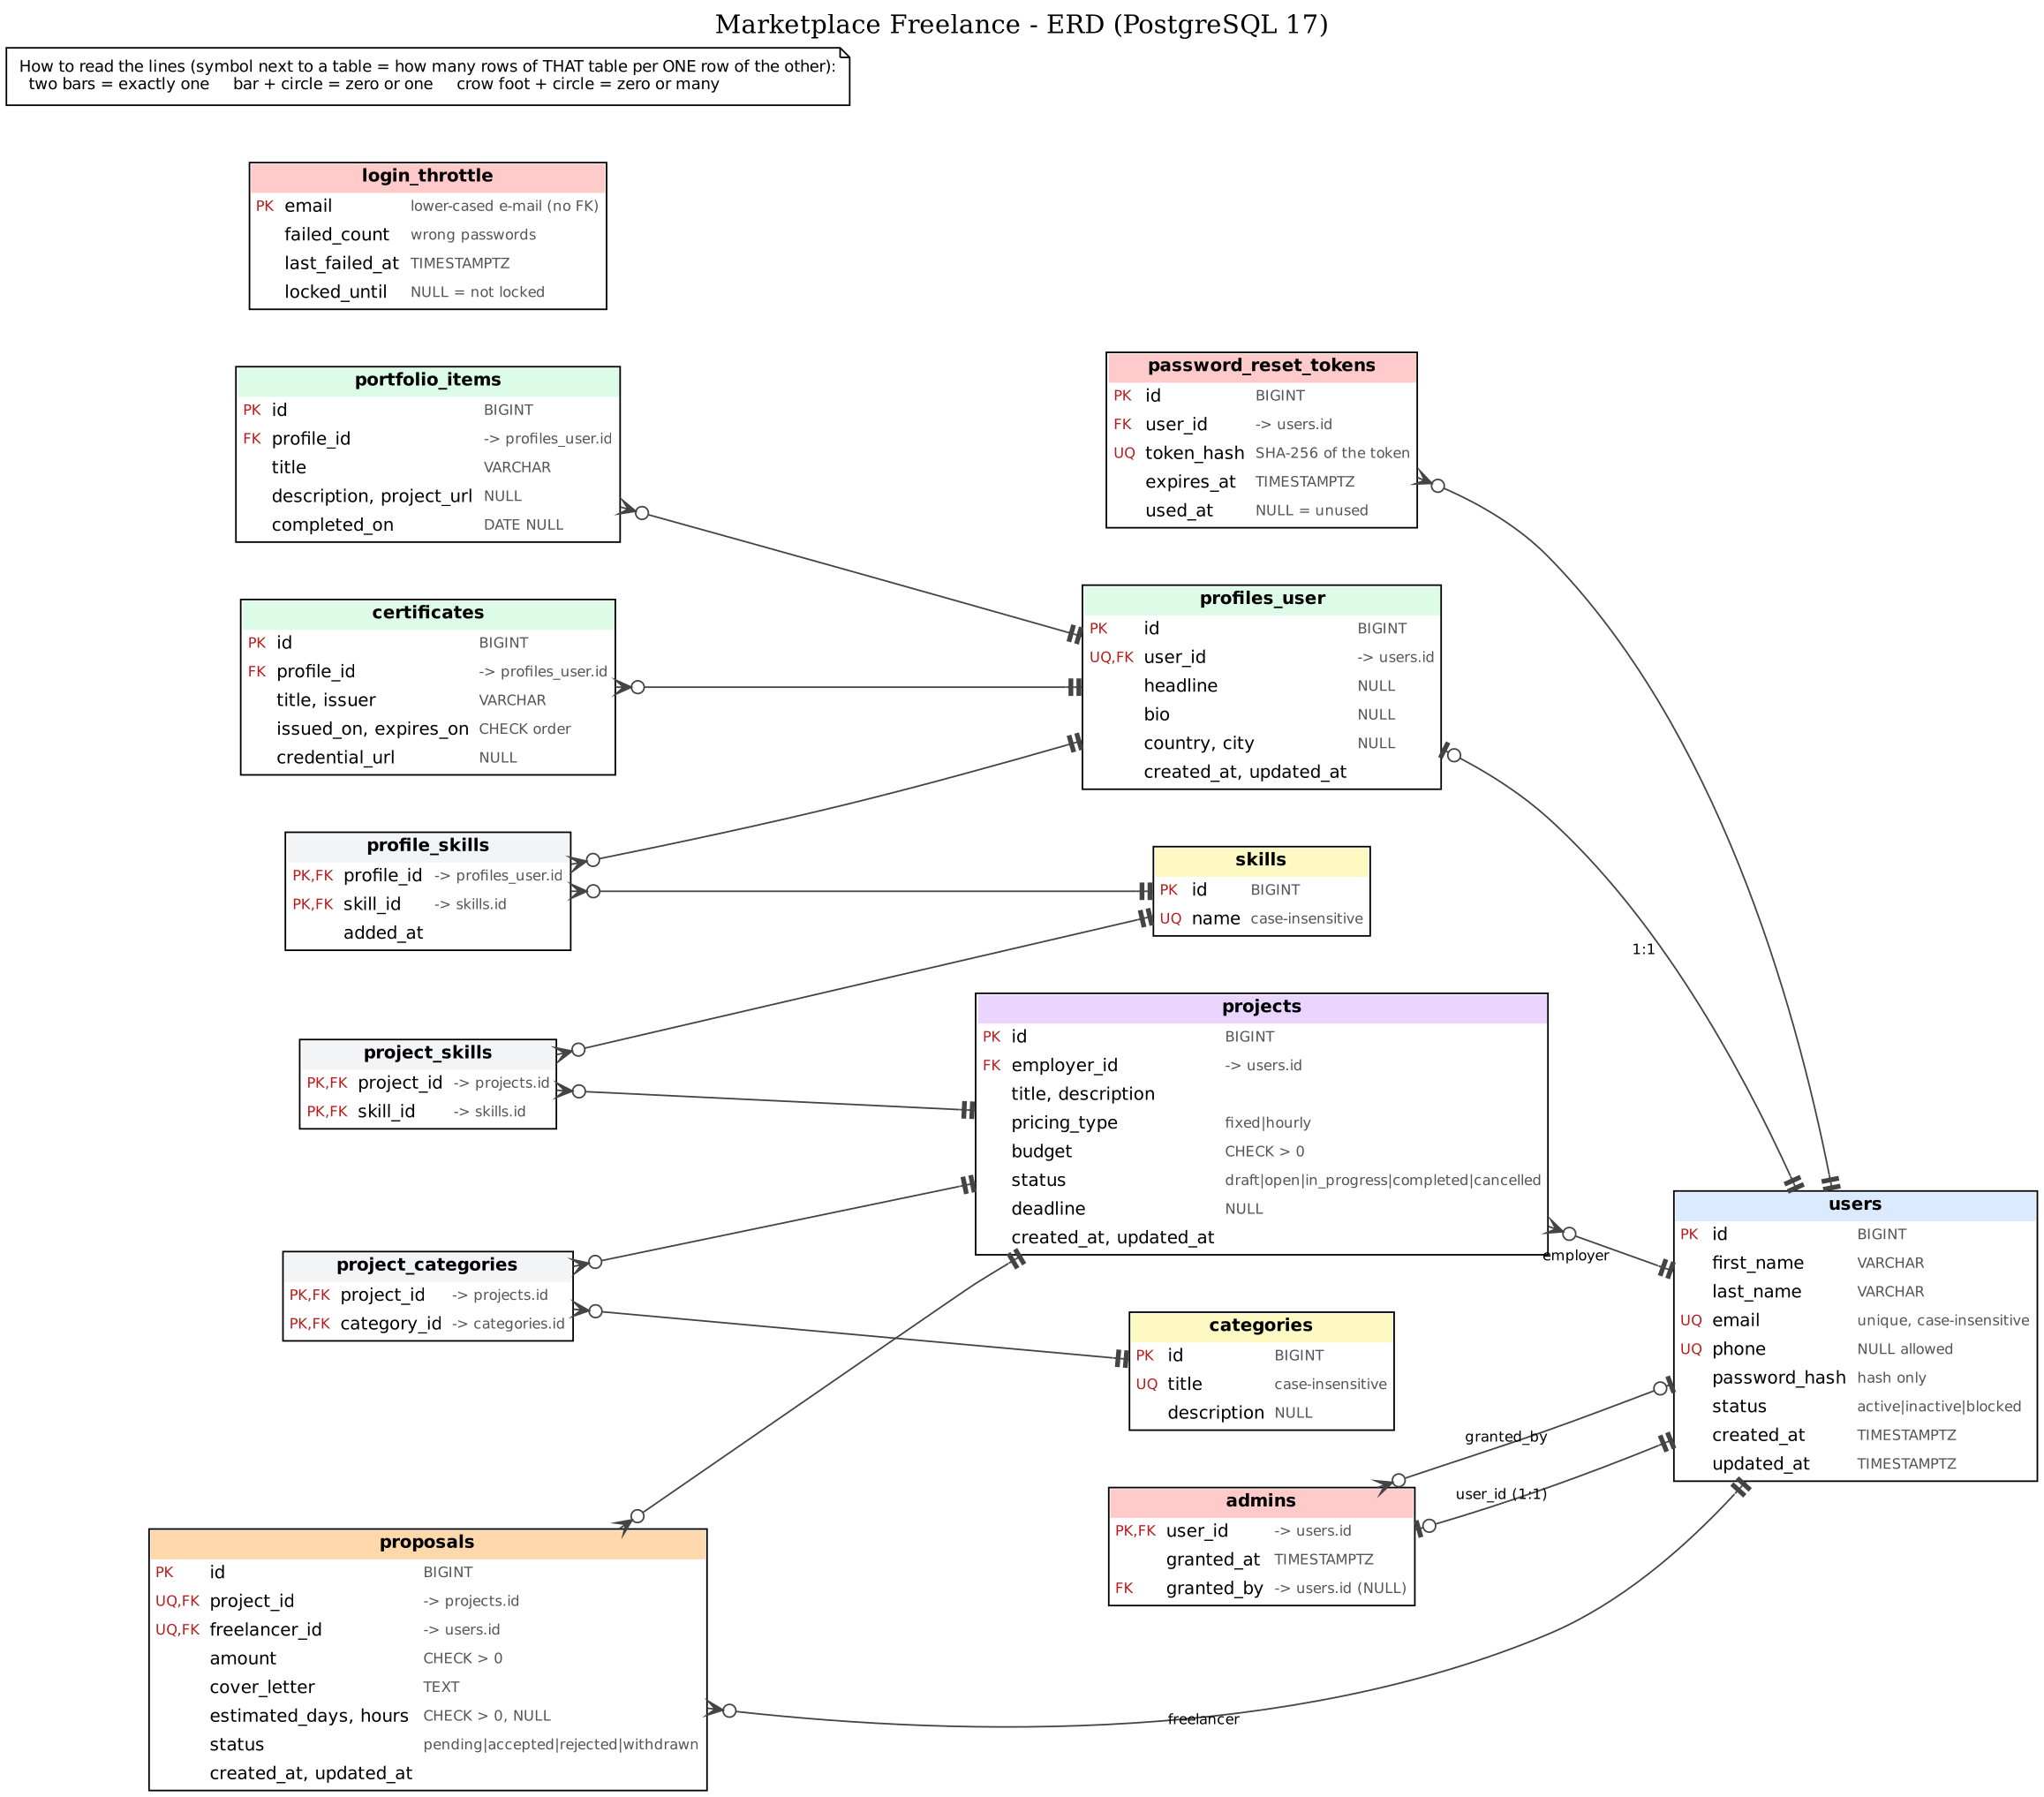 Marketplace Freelance - ERD (PostgreSQL 17)
How to read the lines (symbol next to a table = how many rows of THAT table per ONE row of the other):
two bars = exactly one     bar + circle = zero or one     crow foot + circle = zero or many
login_throttle
PK email lower-cased e-mail (no FK)
failed_count wrong passwords
last_failed_at TIMESTAMPTZ
locked_until NULL = not locked
portfolio_items
PK id BIGINT
FK profile_id -> profiles_user.id
title VARCHAR
description, project_url NULL
completed_on DATE NULL
password_reset_tokens
PK id BIGINT
FK user_id -> users.id
UQ token_hash SHA-256 of the token
expires_at TIMESTAMPTZ
used_at NULL = unused
certificates
PK id BIGINT
FK profile_id -> profiles_user.id
title, issuer VARCHAR
issued_on, expires_on CHECK order
credential_url NULL
profiles_user
PK id BIGINT
UQ,FK user_id -> users.id
headline NULL
bio NULL
country, city NULL
created_at, updated_at
profile_skills
PK,FK profile_id -> profiles_user.id
PK,FK skill_id -> skills.id
added_at
skills
PK id BIGINT
UQ name case-insensitive
1:1
project_skills
PK,FK project_id -> projects.id
PK,FK skill_id -> skills.id
projects
PK id BIGINT
FK employer_id -> users.id
title, description
pricing_type fixed|hourly
budget CHECK > 0
status draft|open|in_progress|completed|cancelled
deadline NULL
created_at, updated_at
employer
users
PK id BIGINT
first_name VARCHAR
last_name VARCHAR
UQ email unique, case-insensitive
UQ phone NULL allowed
password_hash hash only
status active|inactive|blocked
created_at TIMESTAMPTZ
updated_at TIMESTAMPTZ
project_categories
PK,FK project_id -> projects.id
PK,FK category_id -> categories.id
categories
PK id BIGINT
UQ title case-insensitive
description NULL
granted_by
user_id (1:1)
admins
PK,FK user_id -> users.id
granted_at TIMESTAMPTZ
FK granted_by -> users.id (NULL)
proposals
PK id BIGINT
UQ,FK project_id -> projects.id
UQ,FK freelancer_id -> users.id
amount CHECK > 0
cover_letter TEXT
estimated_days, hours CHECK > 0, NULL
status pending|accepted|rejected|withdrawn
created_at, updated_at
freelancer